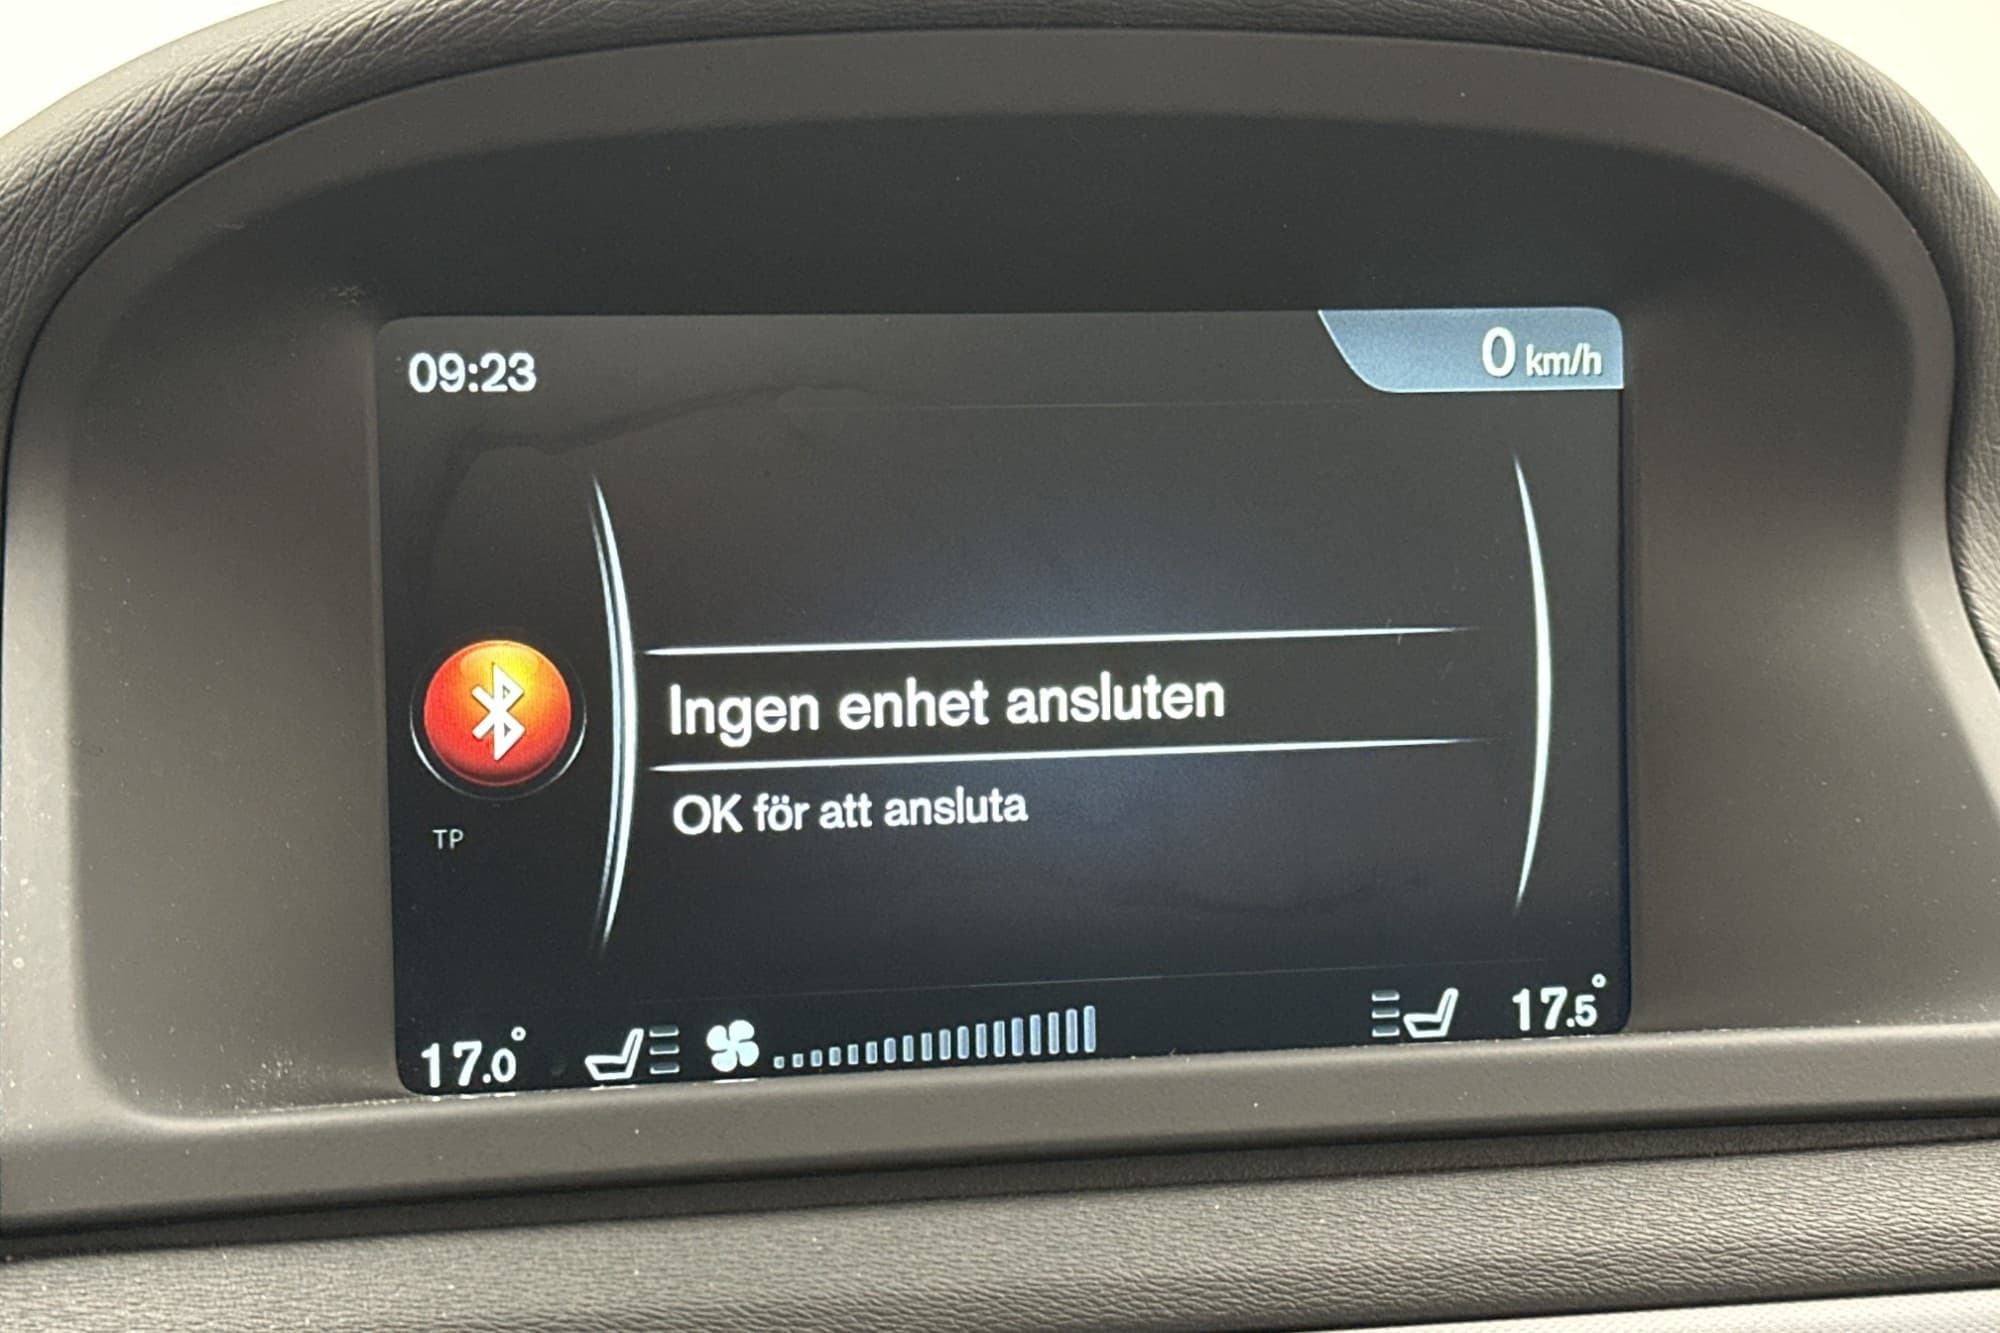 09:23
0 km/h
Ingen enhet ansluten
OK för att ansluta
TP
17.0°
17.5°